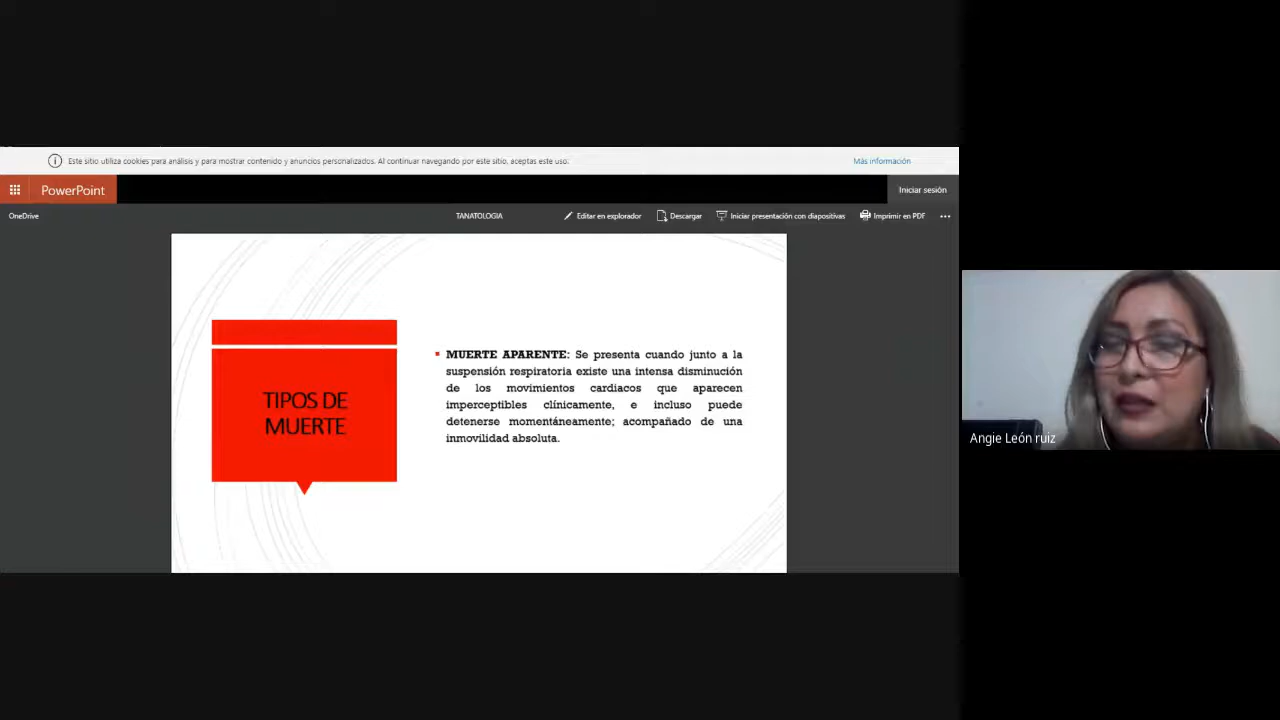 Este sitio utiliza cookies para análisis y para mostrar contenido y anuncios personalizados. Al continuar navegando por este sitio, aceptas este uso.
Más información
PowerPoint
Iniciar sesión
OneDrive
TANATOLOGIA
Editar en explorador
Descargar
Iniciar presentación con diapositivas
Imprimir en PDF
TIPOS DE
MUERTE
MUERTE APARENTE: Se presenta cuando junto a la
suspensión respiratoria existe una intensa disminución
de los movimientos cardiacos que aparecen
imperceptibles clínicamente, e incluso puede
detenerse momentáneamente; acompañado de una
inmovilidad absoluta.
Angie León ruiz